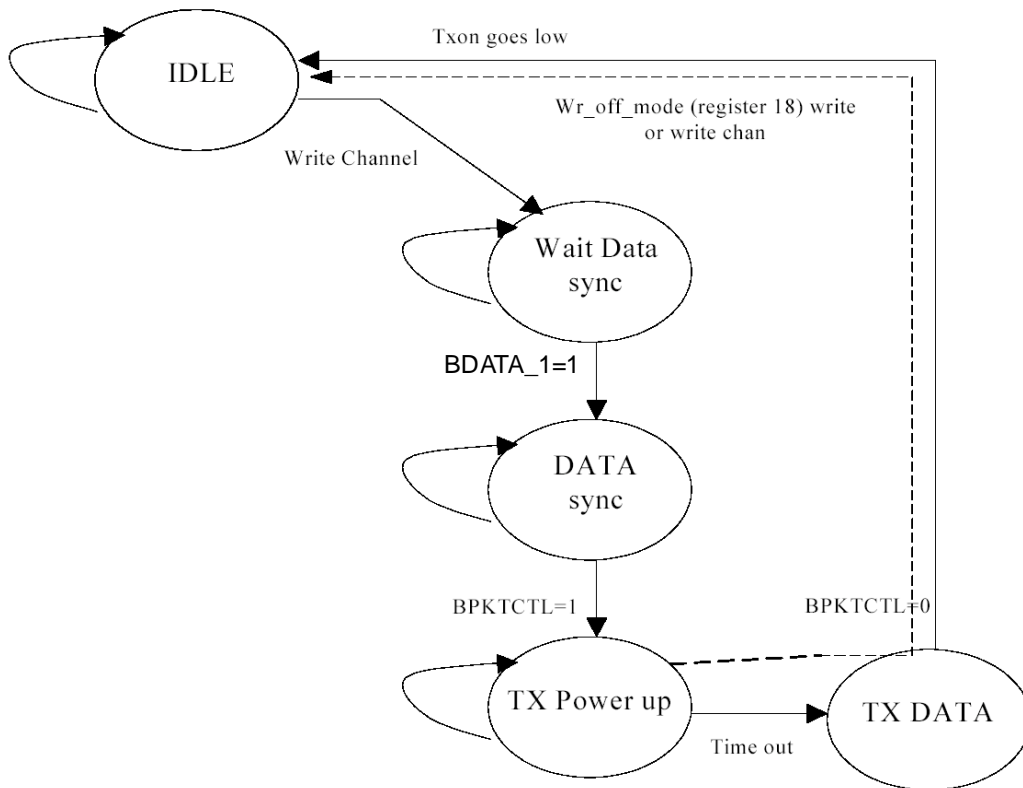 Txon goes low
IDLE
Wr_off_mode (register 18) write
or write chan
Write Channel
Wait Data
sync
BDATA_1=1
DATA
sync
BPKTCTL=1
BPKTCTL=0
TX Power up
TX DATA
Time out